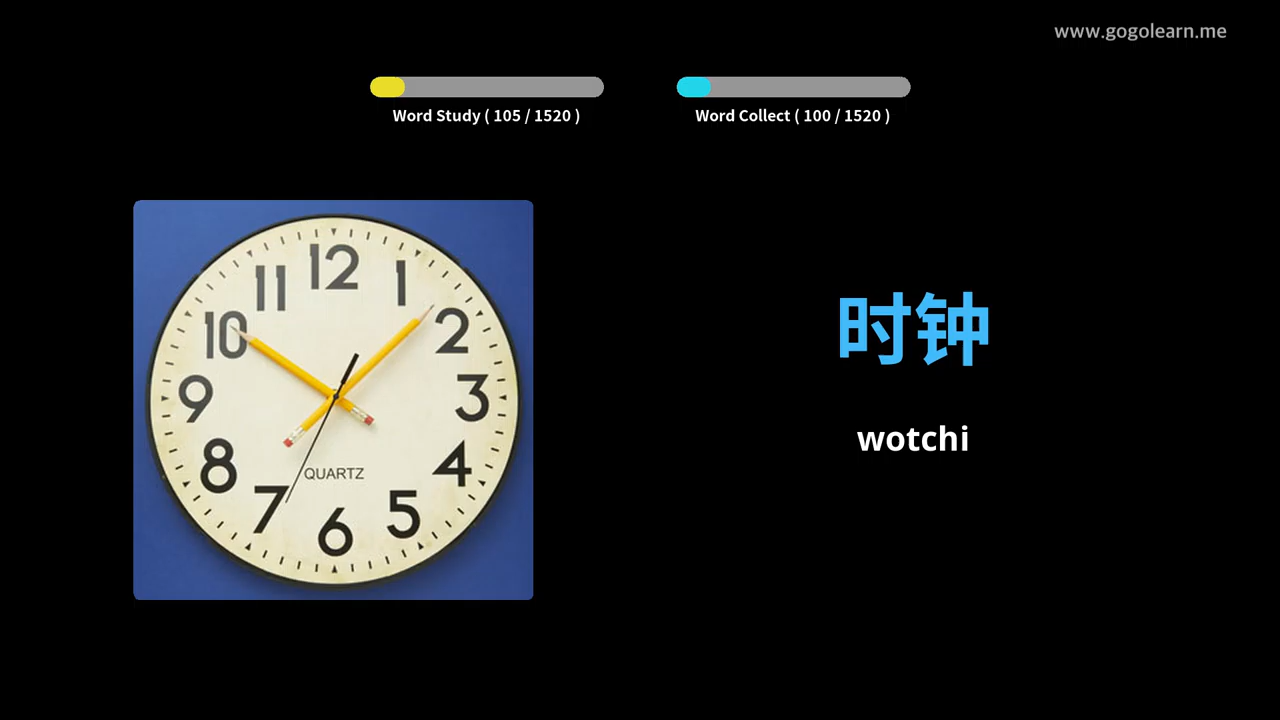 www.gogolearn.me
Word Study ( 105 / 1520 )
Word Collect ( 100 / 1520 )
12
11
1
10
2
9
3
8
4
QUARTZ
7
5
6
时钟
wotchi